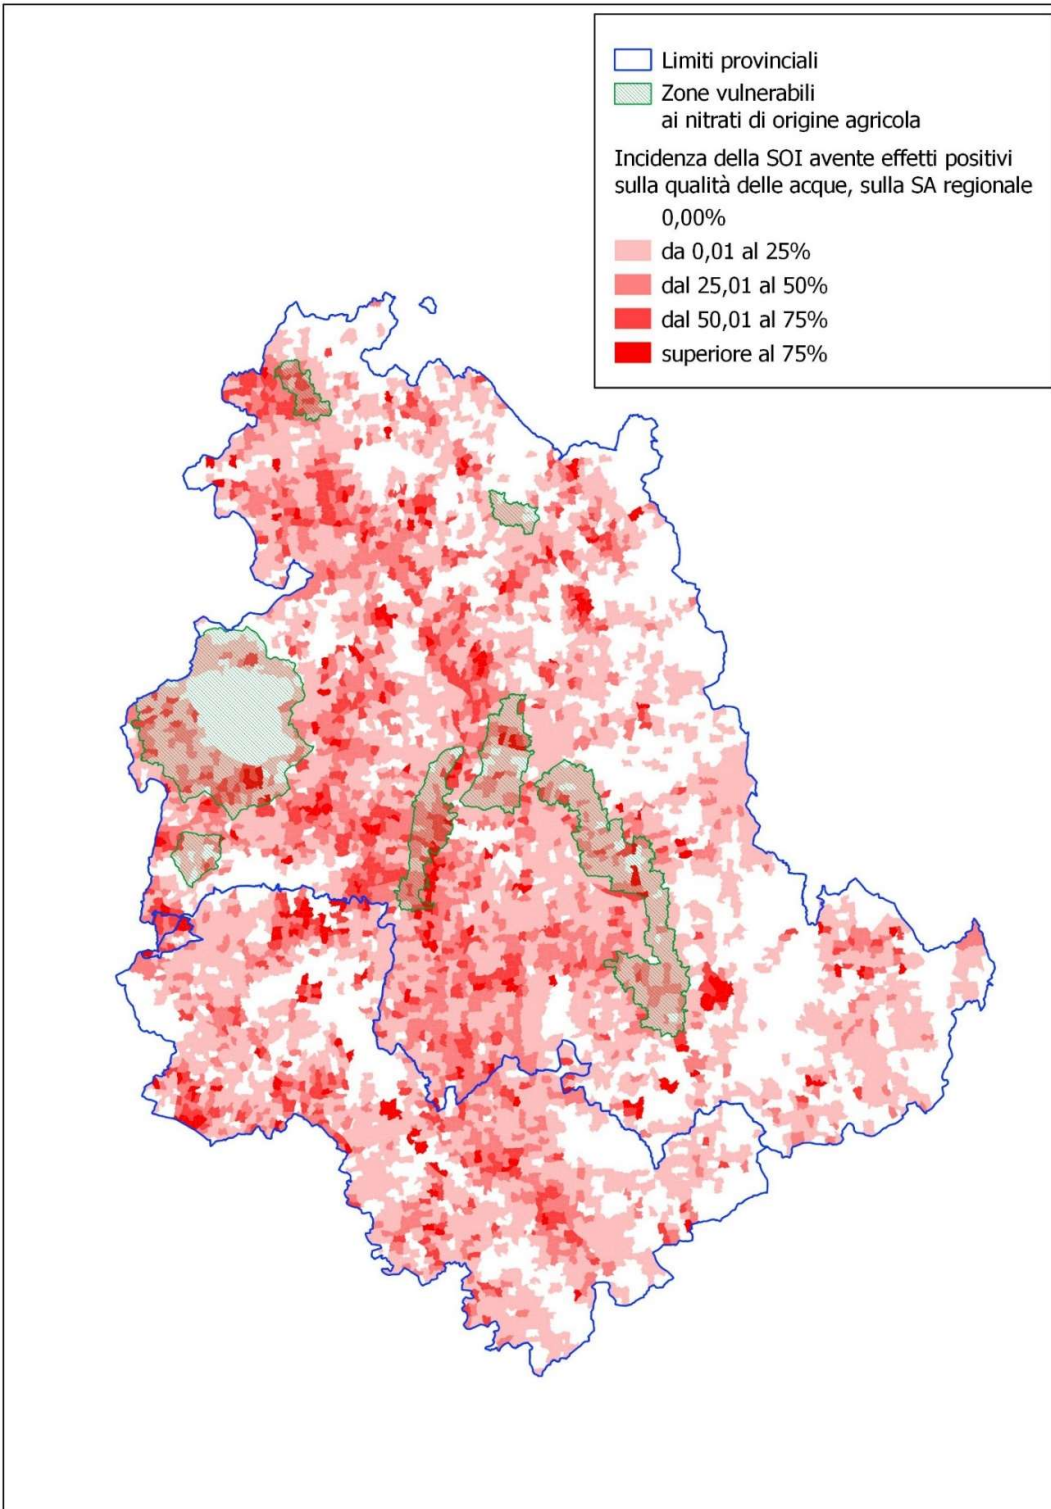 Limiti provinciali
Zone vulnerabili
ai nitrati di origine agricola
Incidenza della SOI avente effetti positivi
sulla qualità delle acque, sulla SA regionale
0,00%
da 0,01 al 25%
dal 25,01 al 50%
dal 50,01 al 75%
superiore al 75%